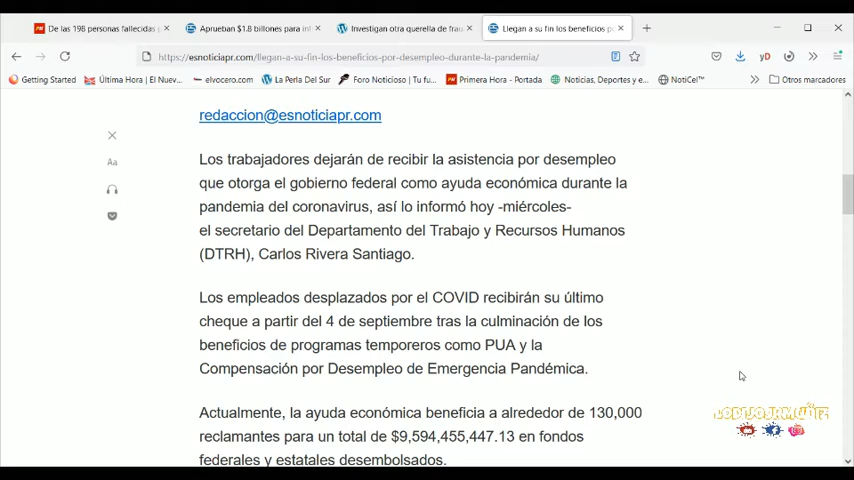 De las 198 personas fallecidas
Aprueban $1.8 billones para in
Investigan otra querella de frau
Llegan a su fin los beneficios p
https://esnoticiapr.com/llegan-a-su-fin-los-beneficios-por-desempleo-durante-la-pandemia/
Getting Started
Última Hora | El Nuev...
elvocero.com
La Perla Del Sur
Foro Noticioso | Tu fu...
Primera Hora - Portada
Noticias, Deportes y e...
NotiCel™
Otros marcadores
redaccion@esnoticiapr.com
Aa
Los trabajadores dejarán de recibir la asistencia por desempleo
que otorga el gobierno federal como ayuda económica durante la
pandemia del coronavirus, así lo informó hoy -miércoles-
el secretario del Departamento del Trabajo y Recursos Humanos
(DTRH), Carlos Rivera Santiago.
Los empleados desplazados por el COVID recibirán su último
cheque a partir del 4 de septiembre tras la culminación de los
beneficios de programas temporeros como PUA y la
Compensación por Desempleo de Emergencia Pandémica.
LODIJOJRMUÑIZ
Actualmente, la ayuda económica beneficia a alrededor de 130,000
reclamantes para un total de $9,594,455,447.13 en fondos
federales y estatales desembolsados.